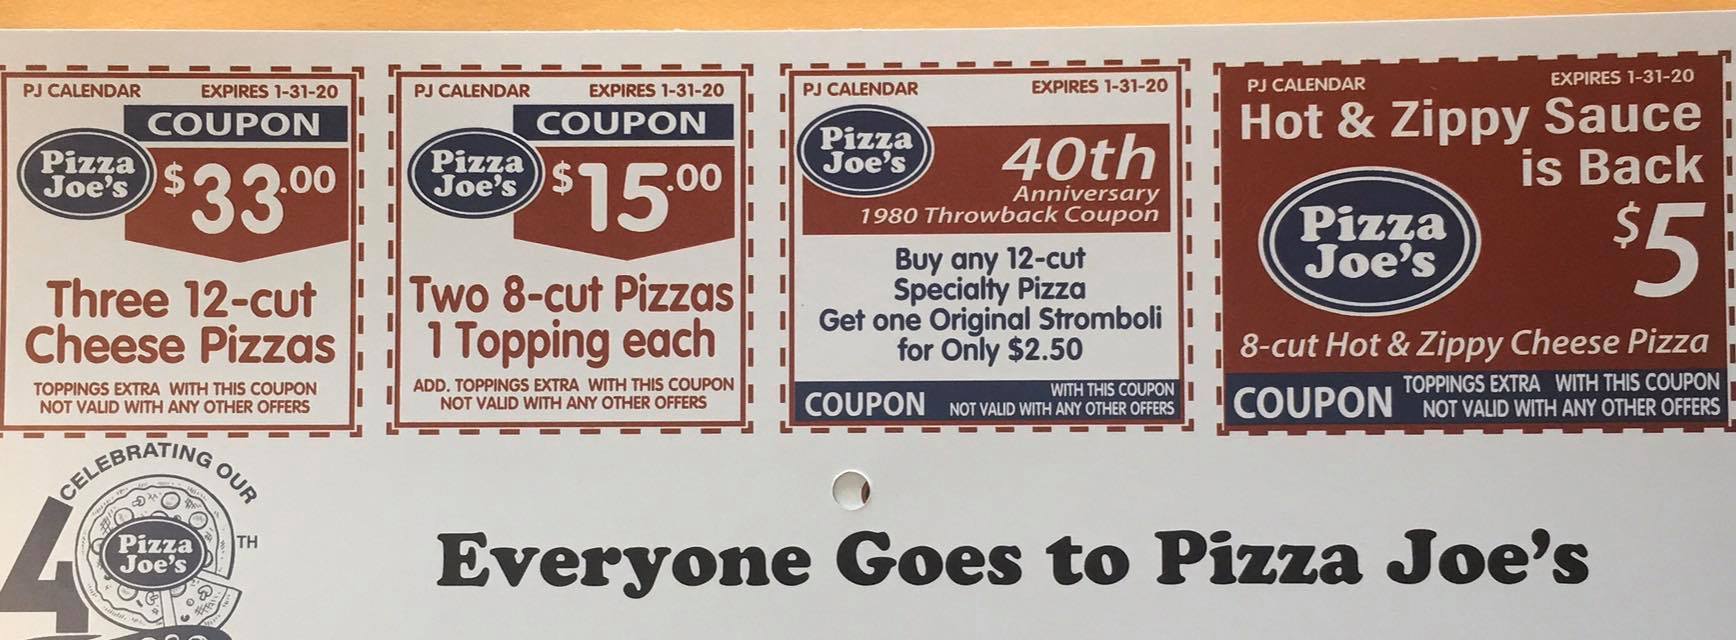 PJ CALENDAR EXPIRES 1-31-20
COUPON
Pizza
Joe's
$33.00
Three 12-cut
Cheese Pizzas
TOPPINGS EXTRA WITH THIS COUPON
NOT VALID WITH ANY OTHER OFFERS
PJ CALENDAR EXPIRES 1-31-20
COUPON
Pizza
Joe's
$15.00
Two 8-cut Pizzas
1 Topping each
ADD. TOPPINGS EXTRA WITH THIS COUPON
NOT VALID WITH ANY OTHER OFFERS
PJ CALENDAR EXPIRES 1-31-20
Pizza
Joe's
40th
Anniversary
1980 Throwback Coupon
Buy any 12-cut
Specialty Pizza
Get one Original Stromboli
for Only $2.50
COUPON
WITH THIS COUPON
NOT VALID WITH ANY OTHER OFFERS
PJ CALENDAR EXPIRES 1-31-20
Hot & Zippy Sauce
is Back
Pizza
Joe's
$5
8-cut Hot & Zippy Cheese Pizza
COUPON
TOPPINGS EXTRA WITH THIS COUPON
NOT VALID WITH ANY OTHER OFFERS
CELEBRATING OUR
40TH
Pizza
Joe's
Everyone Goes to Pizza Joe's